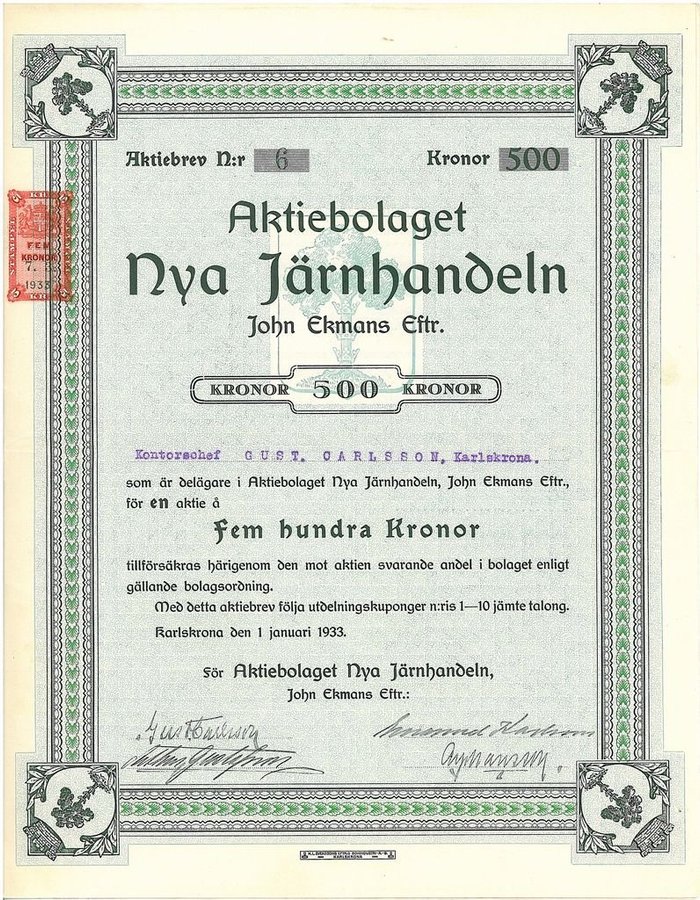 Aktiebrev N:r 6 Kronor 500
Aktiebolaget
Nya Järnhandeln
John Ekmans Eftr.
KRONOR 500 KRONOR
FEM
KRONOR
1933
Kontorschef GUST. CARLSSON, Karlskrona.
som är delägare i Aktiebolaget Nya Järnhandeln, John Ekmans Eftr.,
för en aktie å
Fem hundra Kronor
tillförsäkras härigenom den mot aktien svarande andel i bolaget enligt
gällande bolagsordning.
Med detta aktiebrev följa utdelningskuponger n:ris 1—10 jämte talong.
Karlskrona den 1 januari 1933.
För Aktiebolaget Nya Järnhandeln,
John Ekmans Eftr.:
Gust Carlsson
KARLSKRONA